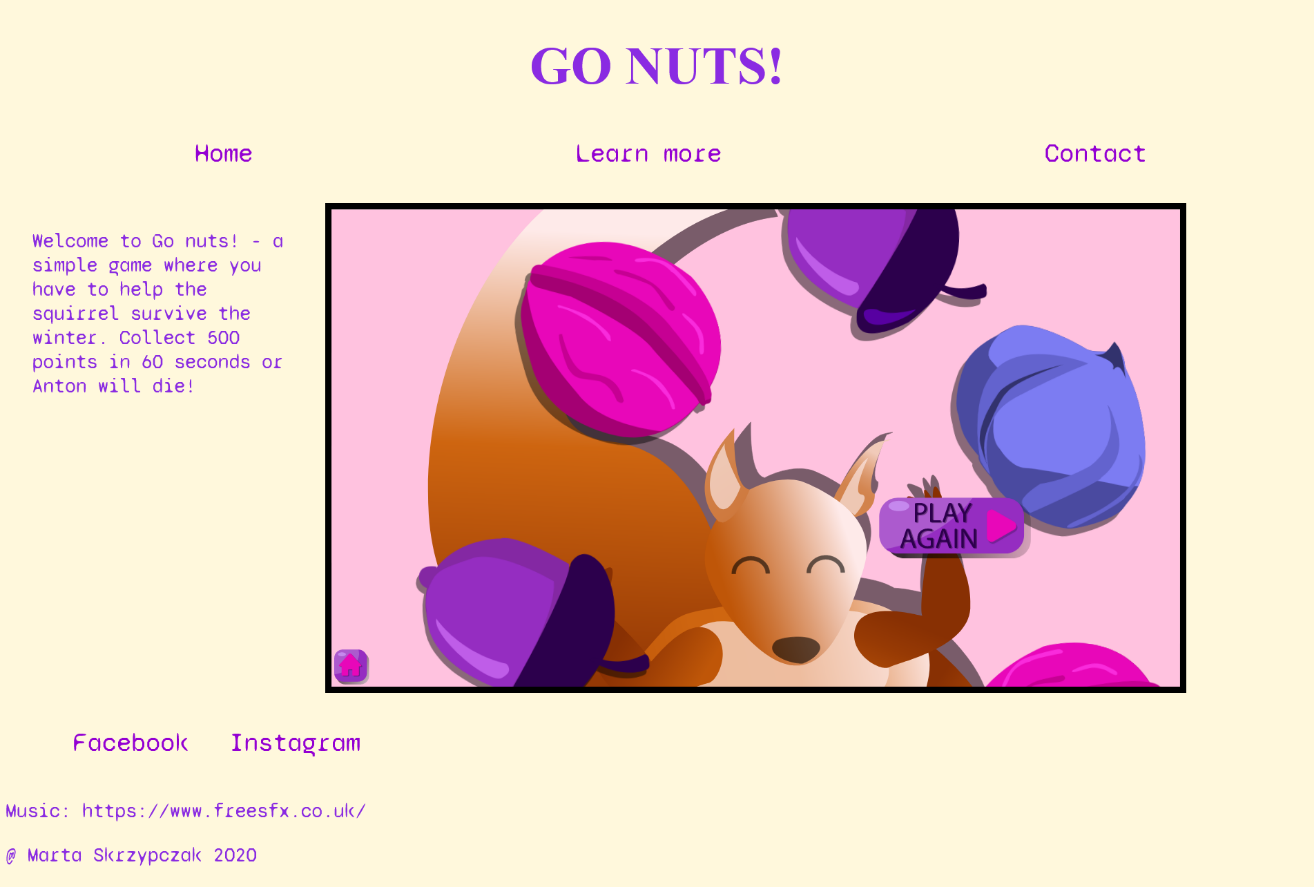 GO NUTS!
Home
Learn more
Contact
Welcome to Go nuts! - a
simple game where you
have to help the
squirrel survive the
winter. Collect 500
points in 60 seconds or
Anton will die!
PLAY
AGAIN
Facebook
Instagram
Music: https://www.freesfx.co.uk/
@ Marta Skrzypczak 2020